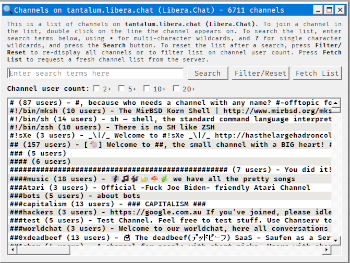 Channels on tantalum.libera.chat (Libera.Chat) - 6711 channels
This is a list of channels on tantalum.libera.chat (Libera.Chat). To join a channel in
the list, double click on the line the channel appears on. To search the list, enter
search terms below, using * for multi-character wildcards, and ? for single character
wildcards, and press the Search button. To reset the list after a search, press Filter/
Reset to re-display all channels or to filter list on channel user count. Press Fetch
List to request a fresh channel list from the server.
Enter search terms here Search Filter/Reset Fetch List
Channel user count: 2+ 5+ 10+ 20+
# (87 users) - #, because who needs a channel with any name? #-offtopic fo
#!/bin/mksh (10 users) - The MirBSD Korn Shell | http://www.mirbsd.org/mks
#!/bin/sh (14 users) - sh — shell, the standard command language interpret
#!/bin/zsh (10 users) - There is no SH like ZSH
#!sXe (3 users) - _\|/_ Welcome to #!sXe _\|/_ http://hasthelargehadroncol
## (157 users) - [ ] Welcome to ##, the small channel with a BIG heart! #
### (5 users)
#### (6 users)
(7 users) - You did it!
####music (18 users) - we have all the pretty songs
###Atari (3 users) - Official -Fuck Joe Biden- friendly Atari Channel
##bots (5 users) - about bots
##capitalism (13 users) - ### CAPITALISM ###
##hackers (3 users) - https://google.com.au If you've joined, please idle
##test (5 users) - Test Channel. Feel free to test stuff. Use Chanserv to
##worldchat (3 users) - Welcome to our worldchat, here all conversations
#0xdeadbeef (13 users) - The deadbeef SaaS - Saufen as a Ser